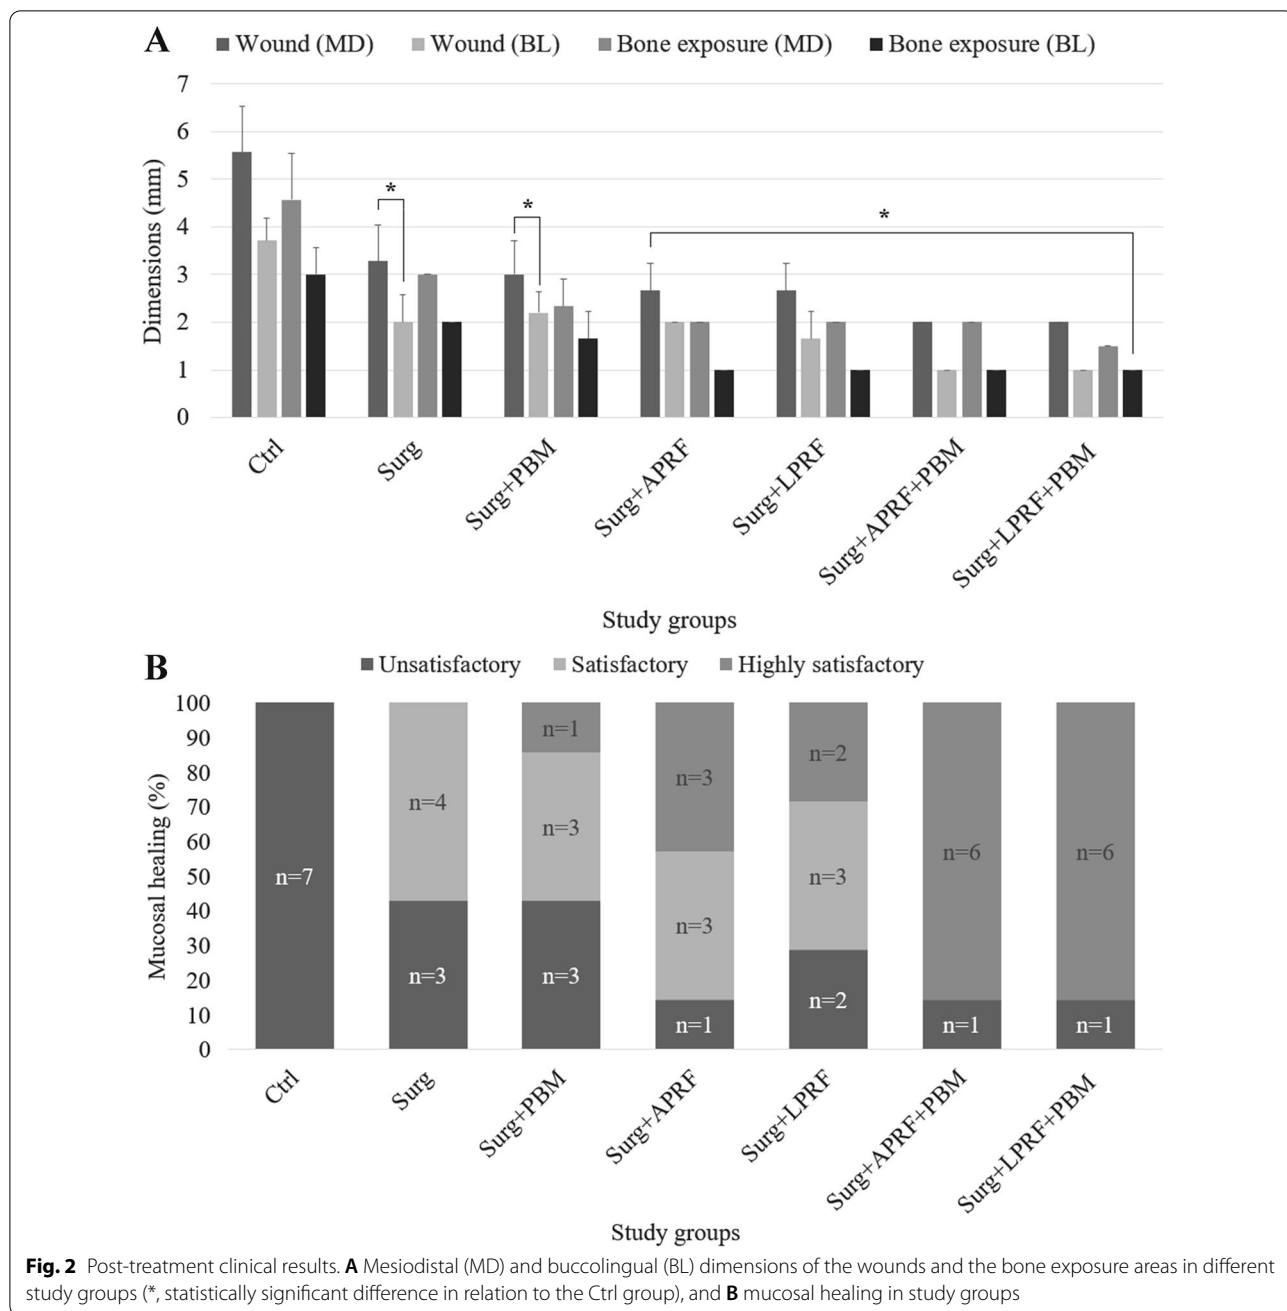 A
Wound (MD) Wound (BL) Bone exposure (MD) Bone exposure (BL)
7
6
5
4
3
2
1
0
Dimensions (mm)
*
*
*
Ctrl
Surg
Surg+PBM
Surg+APRF
Surg+LPRF
Surg+APRF+PBM
Surg+LPRF+PBM
Study groups
B
Unsatisfactory Satisfactory Highly satisfactory
100
90
80
70
60
50
40
30
20
10
0
Mucosal healing (%)
n=7
n=4
n=3
n=1
n=3
n=3
n=3
n=3
n=1
n=2
n=3
n=2
n=6
n=1
n=6
n=1
Ctrl
Surg
Surg+PBM
Surg+APRF
Surg+LPRF
Surg+APRF+PBM
Surg+LPRF+PBM
Study groups
Fig. 2 Post-treatment clinical results. A Mesiodistal (MD) and buccolingual (BL) dimensions of the wounds and the bone exposure areas in different
study groups (*, statistically significant difference in relation to the Ctrl group), and B mucosal healing in study groups